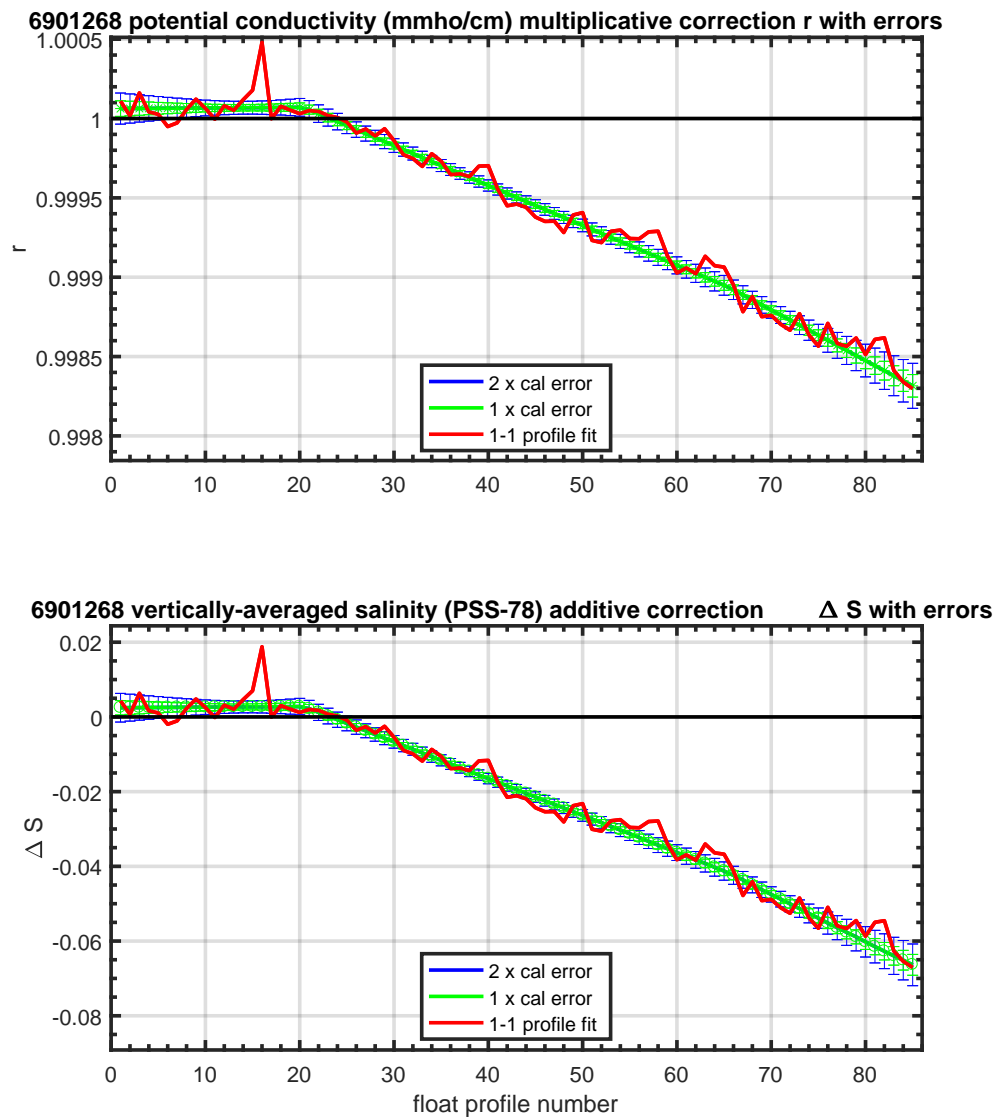 6901268 potential conductivity (mmho/cm) multiplicative correction r with errors
1.0005
1
0.9995
0.999
0.9985
0.998
r
2 x cal error
1 x cal error
1-1 profile fit
0 10 20 30 40 50 60 70 80
6901268 vertically-averaged salinity (PSS-78) additive correction Δ S with errors
0.02
0
-0.02
-0.04
-0.06
-0.08
Δ S
2 x cal error
1 x cal error
1-1 profile fit
0 10 20 30 40 50 60 70 80
float profile number